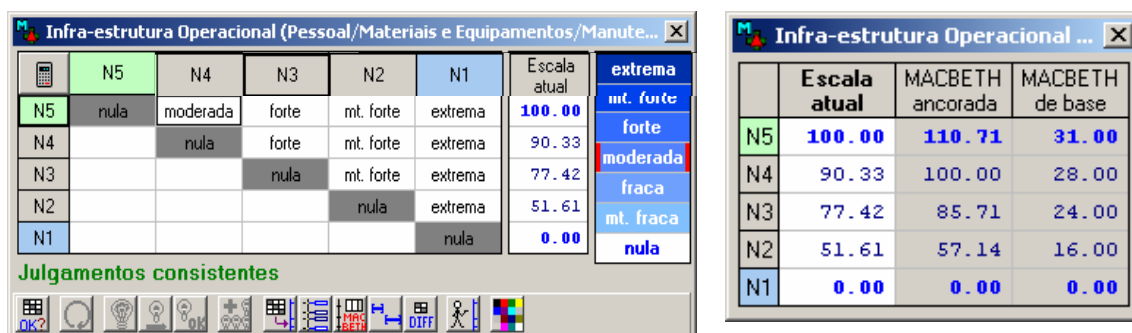 Infra-estrutura Operacional (Pessoal/Materiais e Equipamentos/Manute...
N5 N4 N3 N2 N1 Escala atual
N5 nula moderada forte mt. forte extrema 100.00
N4 nula forte mt. forte extrema 90.33
N3 nula mt. forte extrema 77.42
N2 nula extrema 51.61
N1 nula 0.00
extrema
mt. forte
forte
moderada
fraca
mt. fraca
nula
Julgamentos consistentes
OK? OK MAC BETH DIFF
Infra-estrutura Operacional ...
Escala atual MACBETH ancorada MACBETH de base
N5 100.00 110.71 31.00
N4 90.33 100.00 28.00
N3 77.42 85.71 24.00
N2 51.61 57.14 16.00
N1 0.00 0.00 0.00